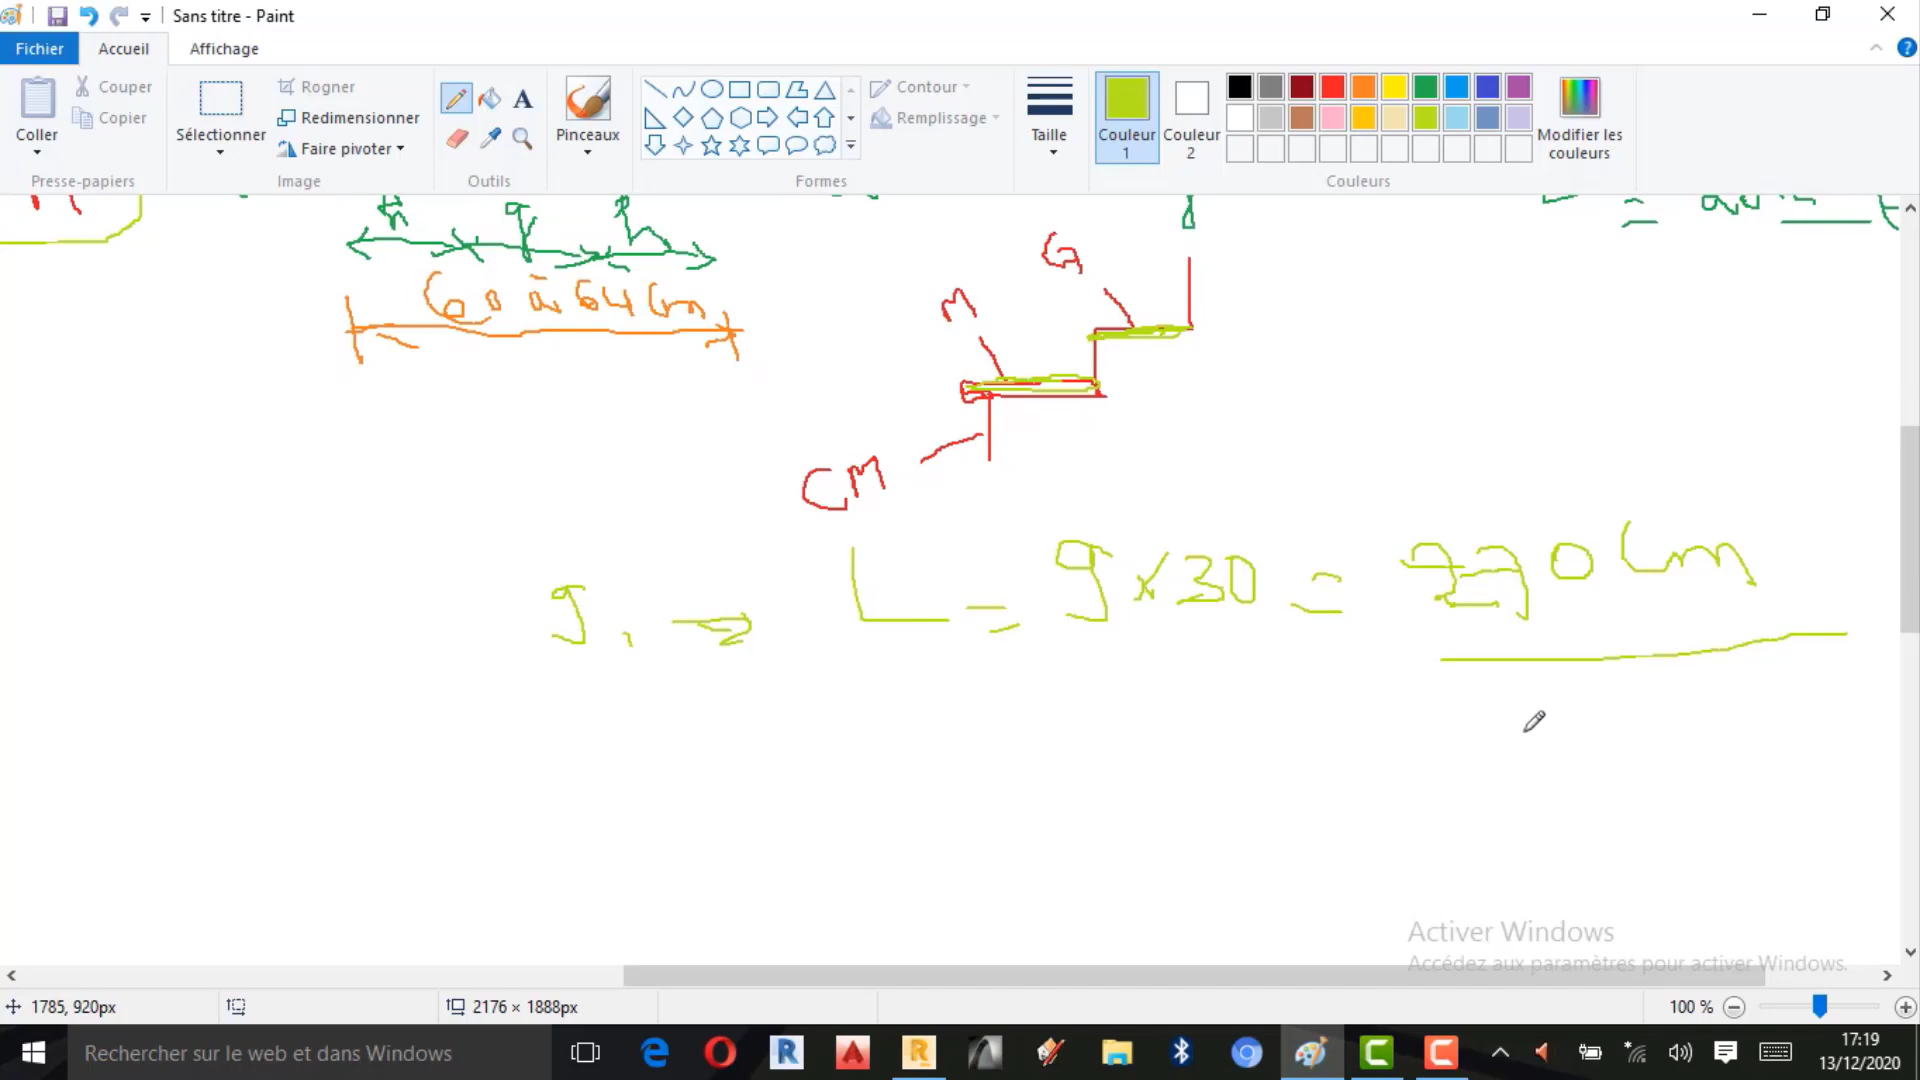 Sans titre - Paint
Fichier
Accueil
Affichage
Coller
Couper
Copier
Presse-papiers
Sélectionner
Rogner
Redimensionner
Faire pivoter
Image
A
Outils
Pinceaux
Contour
Remplissage
Formes
Taille
Couleur 1
Couleur 2
Modifier les couleurs
Couleurs
60 à 64 Cm
G
M
CM
9. → L = 9 × 30 = 270 Cm
Activer Windows
Accédez aux paramètres pour activer Windows.
1785, 920px
2176 × 1888px
100 %
Rechercher sur le web et dans Windows
17:19
13/12/2020